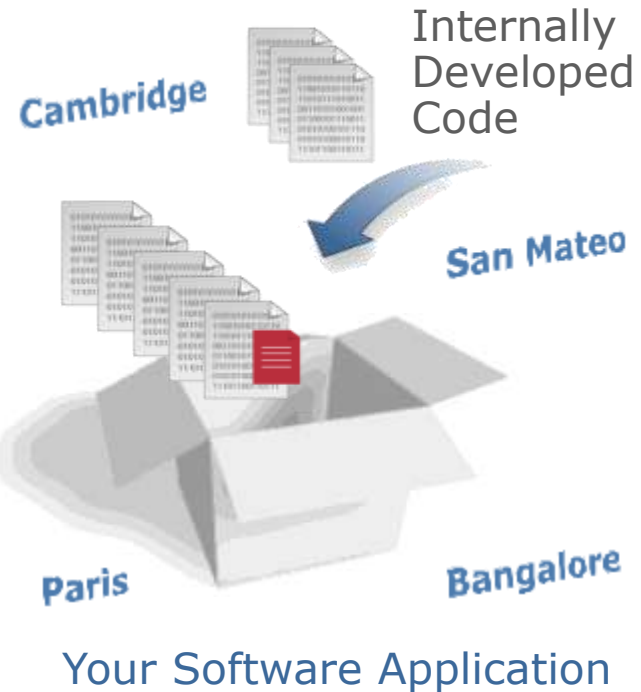 Internally
Developed
Code
Cambridge
San Mateo
Paris
Bangalore
Your Software Application